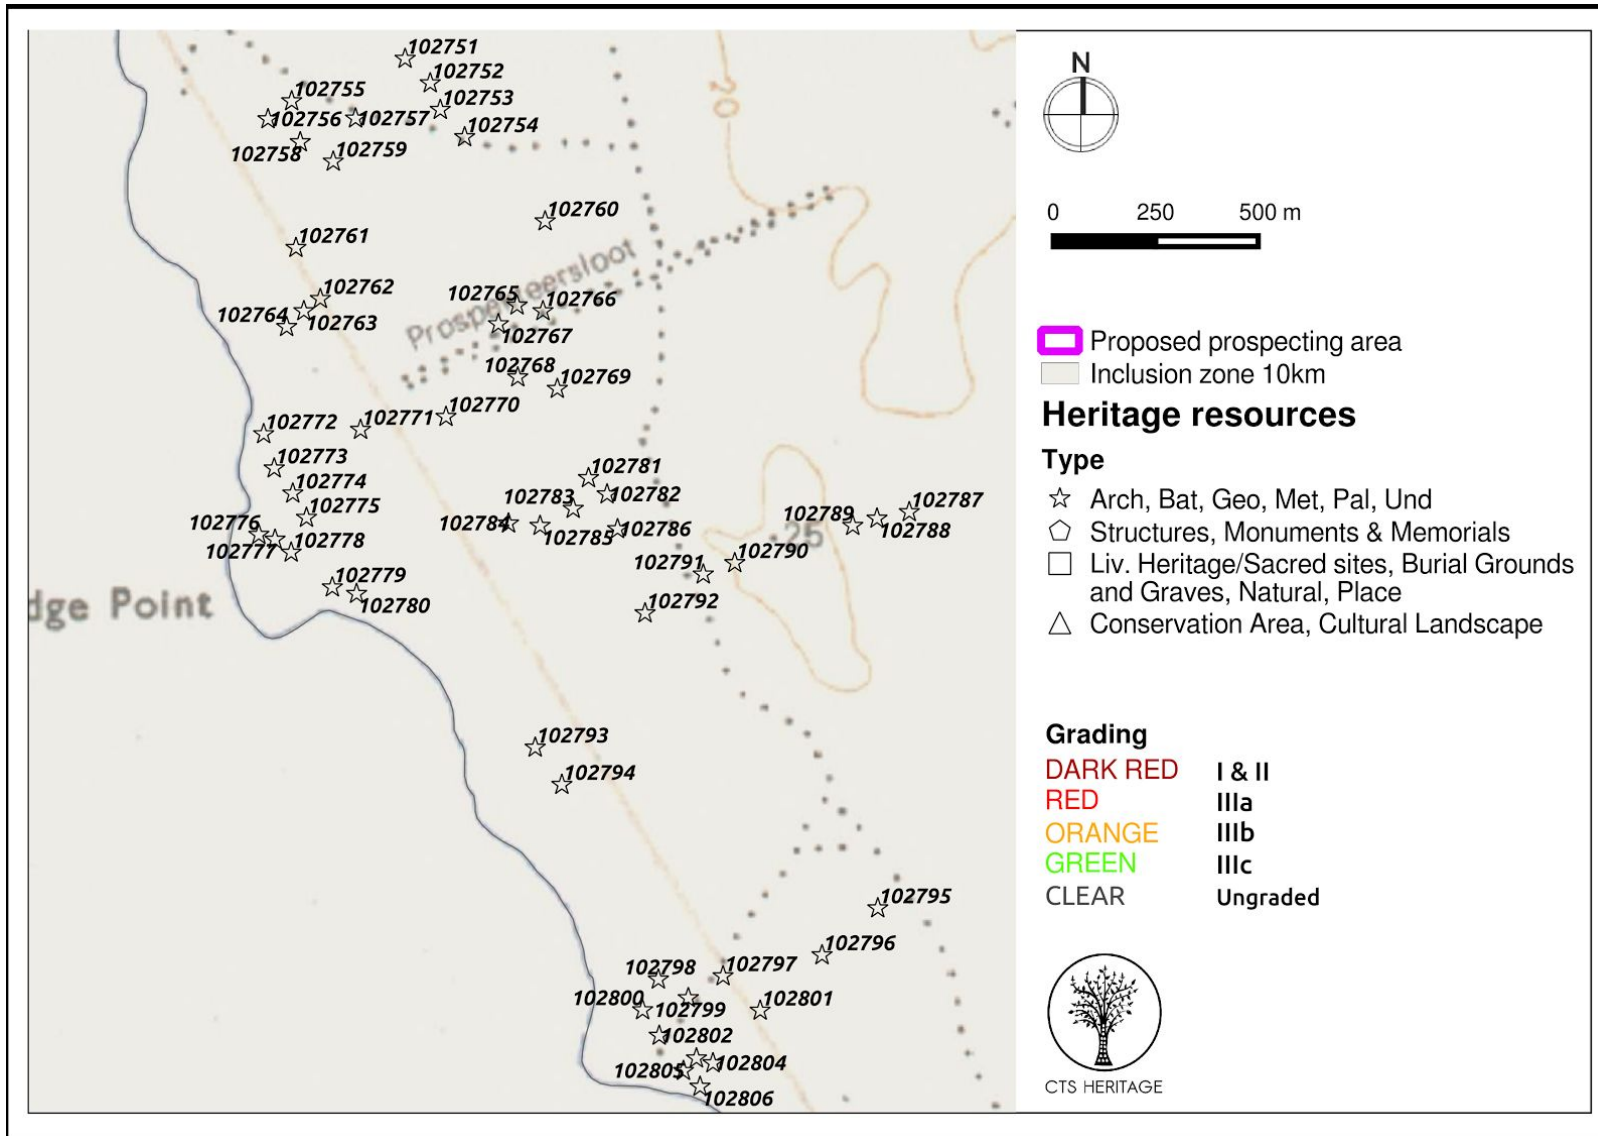 102751
102752
102753
102754
102755
102756
102757
102758
102759
20
102760
102761
102762
102763
102764
Prospekteersloot
102765
102766
102767
102768
102769
102770
102771
102772
102773
102774
102775
102776
102777
102778
102779
102780
102781
102782
102783
102784
102785
102786
102787
102788
102789
25
102790
102791
102792
dge Point
102793
102794
102795
102796
102797
102798
102799
102800
102801
102802
102804
102805
102806
N
0 250 500 m
Proposed prospecting area
Inclusion zone 10km
Heritage resources
Type
Arch, Bat, Geo, Met, Pal, Und
Structures, Monuments & Memorials
Liv. Heritage/Sacred sites, Burial Grounds
and Graves, Natural, Place
Conservation Area, Cultural Landscape
Grading
DARK RED I & II
RED IIIa
ORANGE IIIb
GREEN IIIc
CLEAR Ungraded
CTS HERITAGE